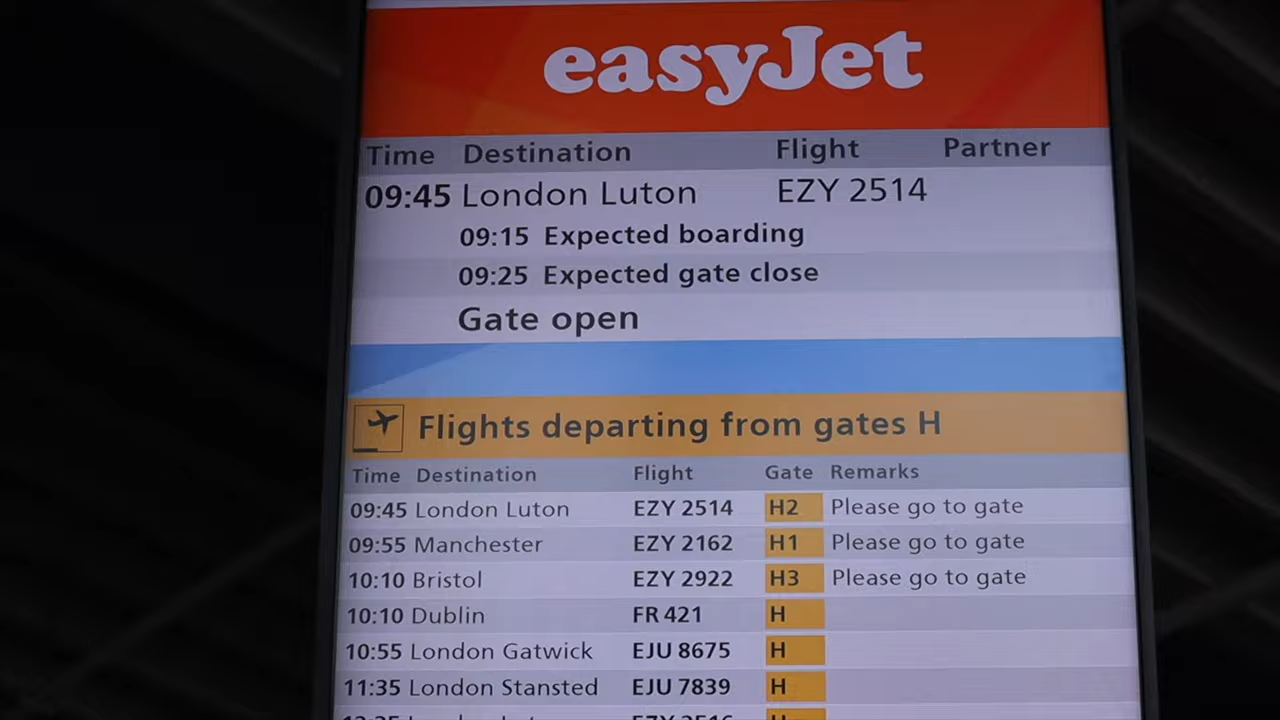 easyJet
Time Destination Flight Partner
09:45 London Luton EZY 2514
09:15 Expected boarding
09:25 Expected gate close
Gate open
Flights departing from gates H
Time Destination Flight Gate Remarks
09:45 London Luton EZY 2514 H2 Please go to gate
09:55 Manchester EZY 2162 H1 Please go to gate
10:10 Bristol EZY 2922 H3 Please go to gate
10:10 Dublin FR 421 H
10:55 London Gatwick EJU 8675 H
11:35 London Stansted EJU 7839 H